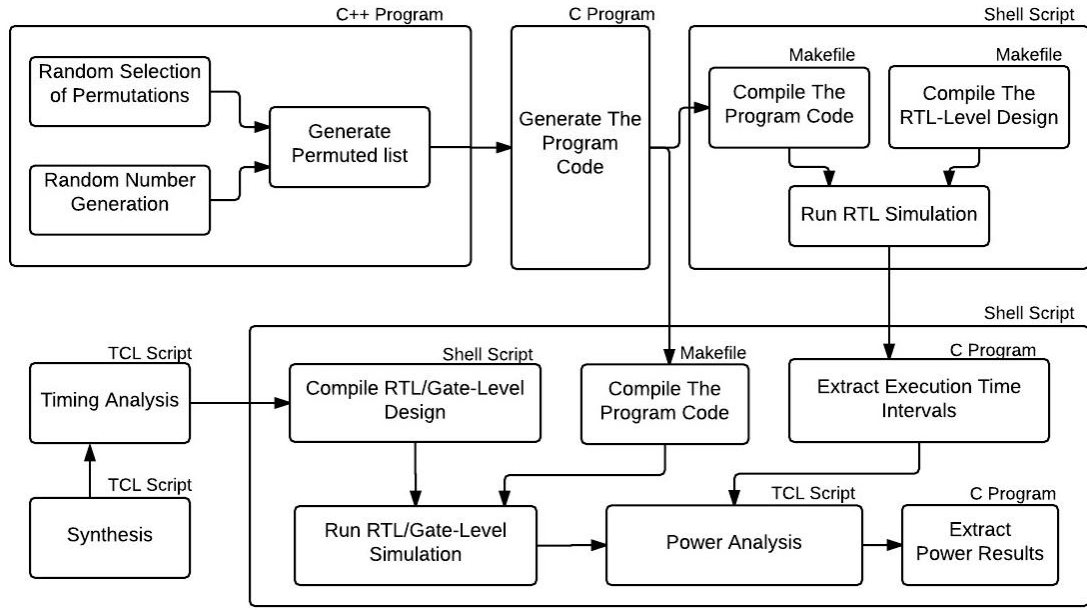 C++ Program
Random Selection
of Permutations
Random Number
Generation
Generate
Permuted list
C Program
Generate The
Program
Code
Shell Script
Makefile
Compile The
Program Code
Makefile
Compile The
RTL-Level Design
Run RTL Simulation
TCL Script
Timing Analysis
TCL Script
Synthesis
Shell Script
Shell Script
Compile RTL/Gate-Level
Design
Makefile
Compile The
Program Code
C Program
Extract Execution Time
Intervals
Run RTL/Gate-Level
Simulation
TCL Script
Power Analysis
C Program
Extract
Power Results